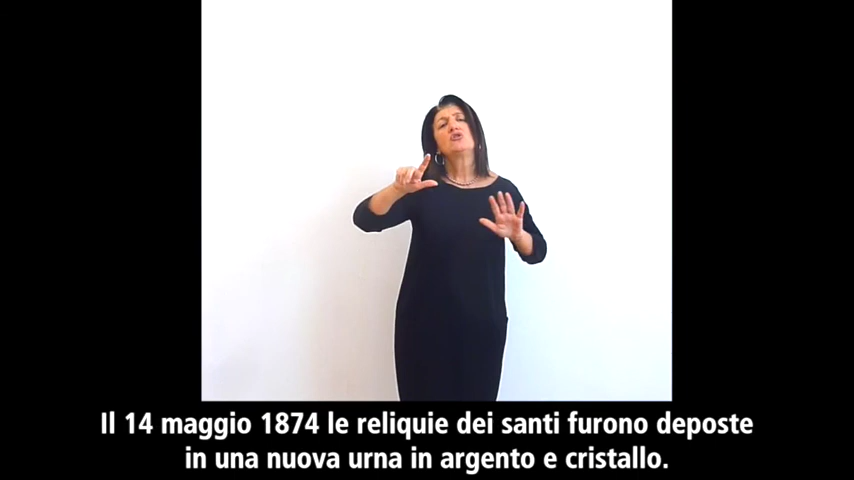 Il 14 maggio 1874 le reliquie dei santi furono deposte
in una nuova urna in argento e cristallo.